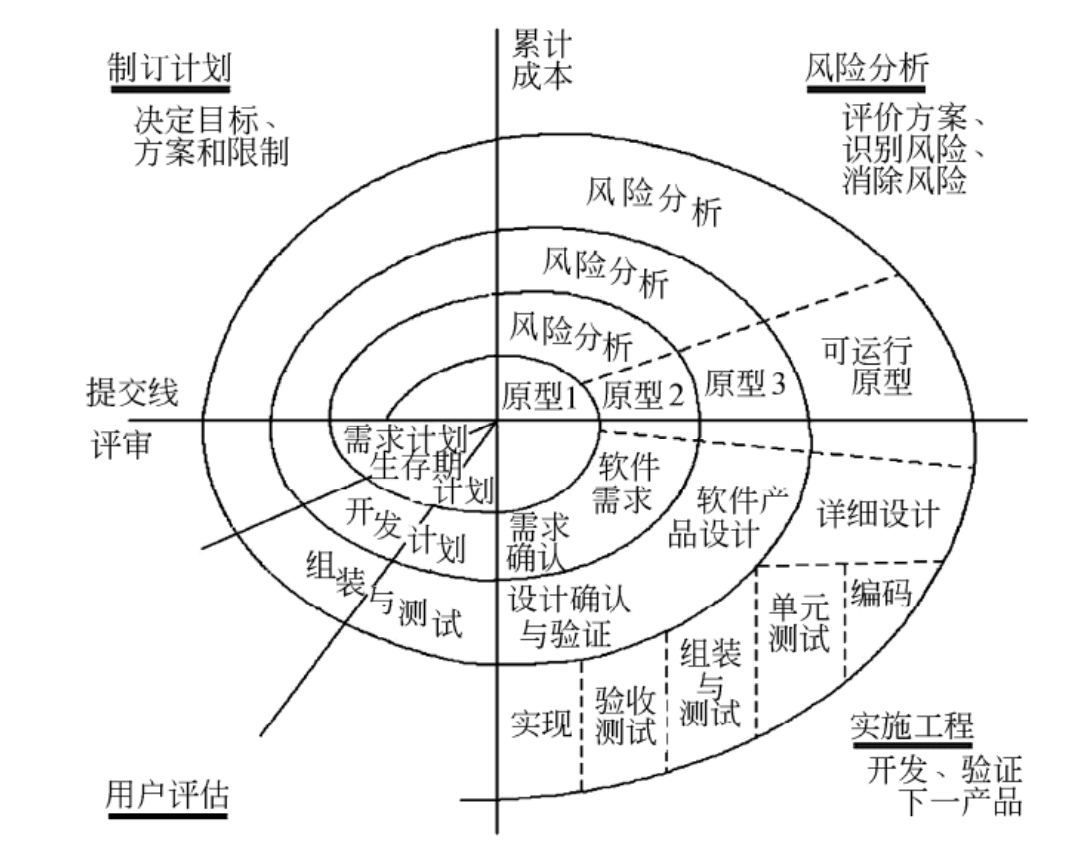 制订计划
决定目标、
方案和限制
累计
成本
风险分析
评价方案、
识别风险、
消除风险
风险分析
风险分析
风险分析
可运行
原型
原型1
原型2
原型3
提交线
评审
需求计划
生存期
计划
开发计划
组装与测试
软件
需求
需求
确认
软件产
品设计
详细设计
设计确认
与验证
编码
单元
测试
组装
与
测试
验收
测试
实现
用户评估
实施工程
开发、验证
下一产品